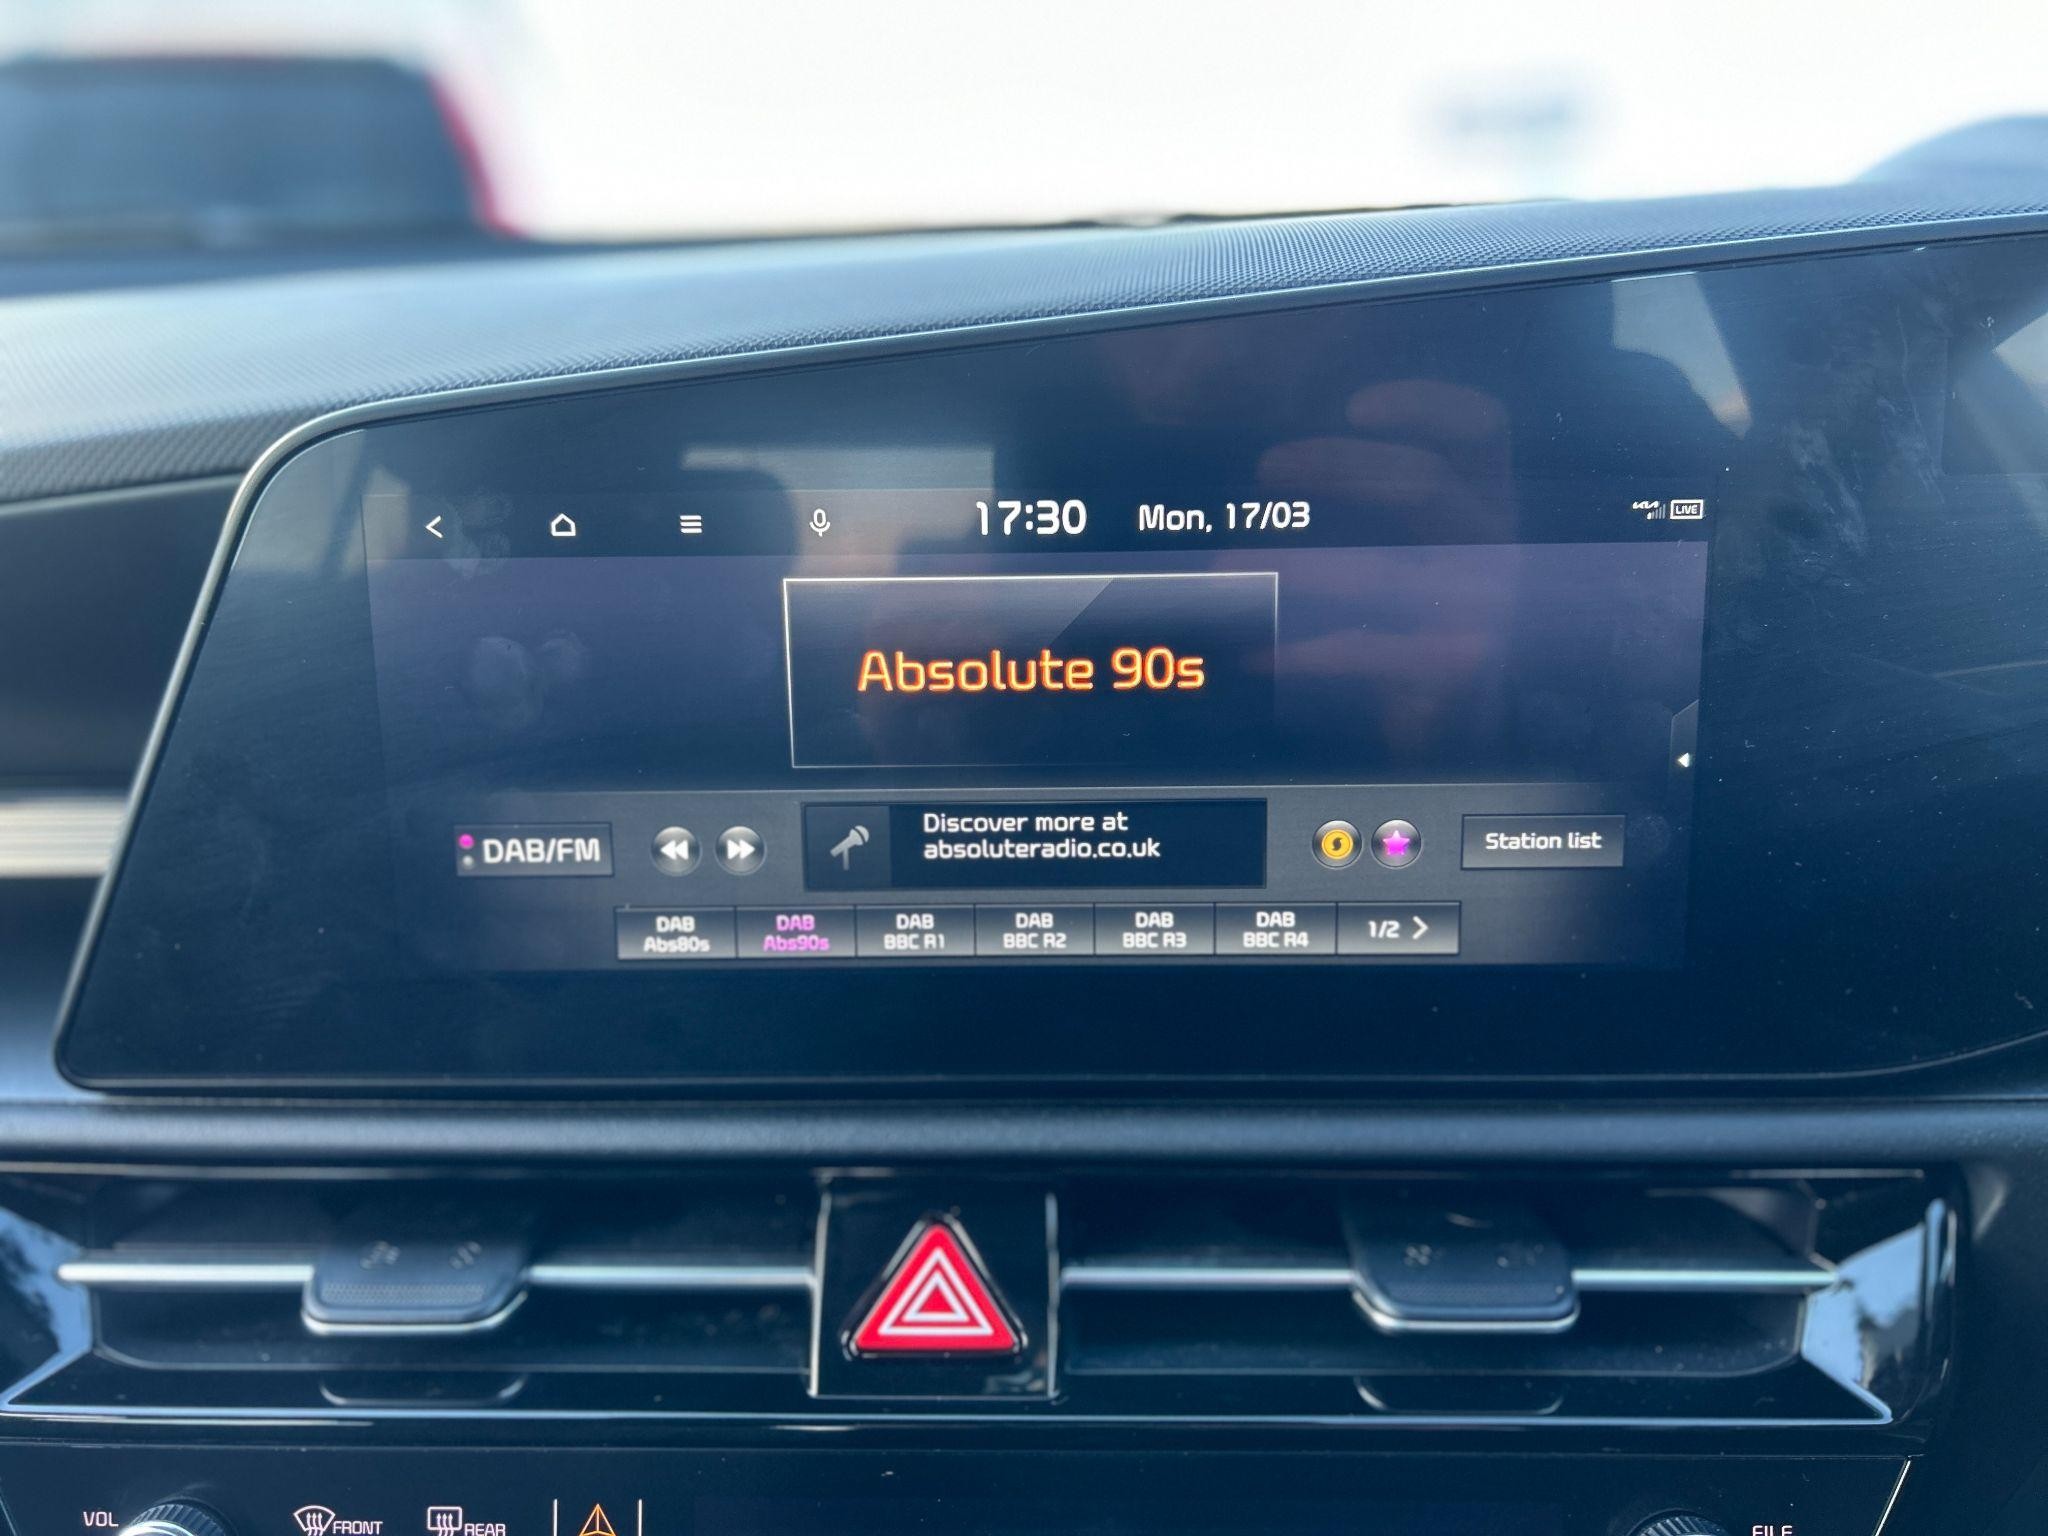 17:30 Mon, 17/03
KIA LIVE
Absolute 90s
DAB/FM
Discover more at
absoluteradio.co.uk
Station list
DAB
Abs80s
DAB
Abs90s
DAB
BBC R1
DAB
BBC R2
DAB
BBC R3
DAB
BBC R4
1/2
VOL
FRONT
REAR
FILE